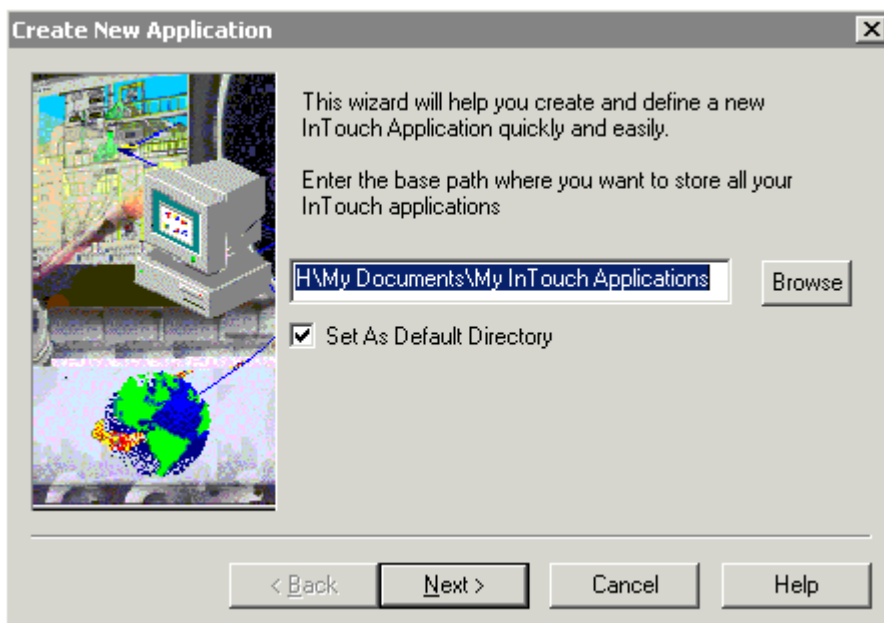 Create New Application
This wizard will help you create and define a new
InTouch Application quickly and easily.
Enter the base path where you want to store all your
InTouch applications
H\My Documents\My InTouch Applications
Browse
Set As Default Directory
< Back
Next >
Cancel
Help